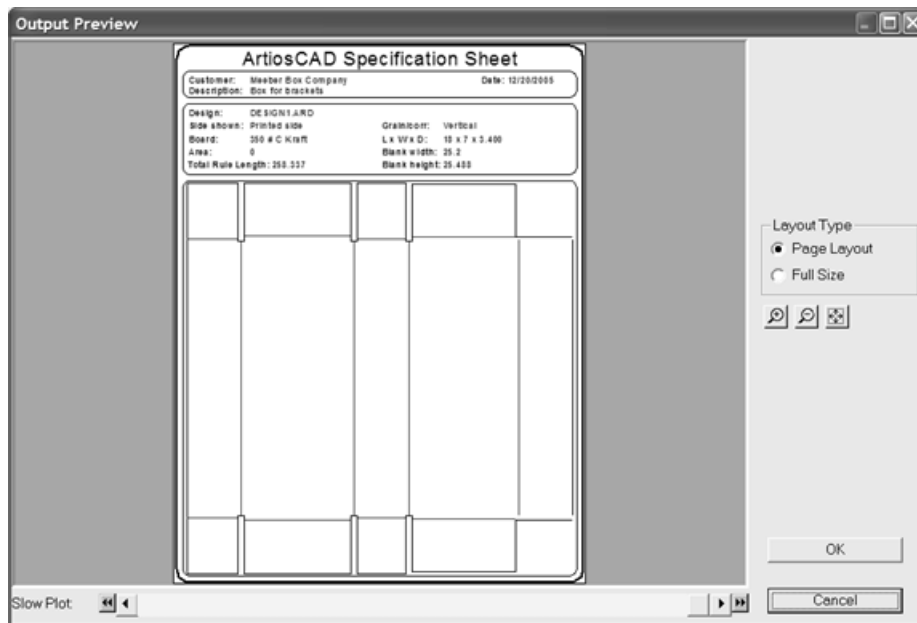 Output Preview
ArtiosCAD Specification Sheet
Customer: Meeber Box Company Date: 12/20/2005
Description: Box for brackets
Design: DESIGN1.ARD
Side shown: Printed side Grain/corr: Vertical
Board: 350 # C Kraft L x W x D: 18 x 7 x 3.400
Area: 0 Blank width: 25.2
Total Rule Length: 258.337 Blank height: 25.488
Layout Type
Page Layout
Full Size
OK
Slow Plot:
Cancel